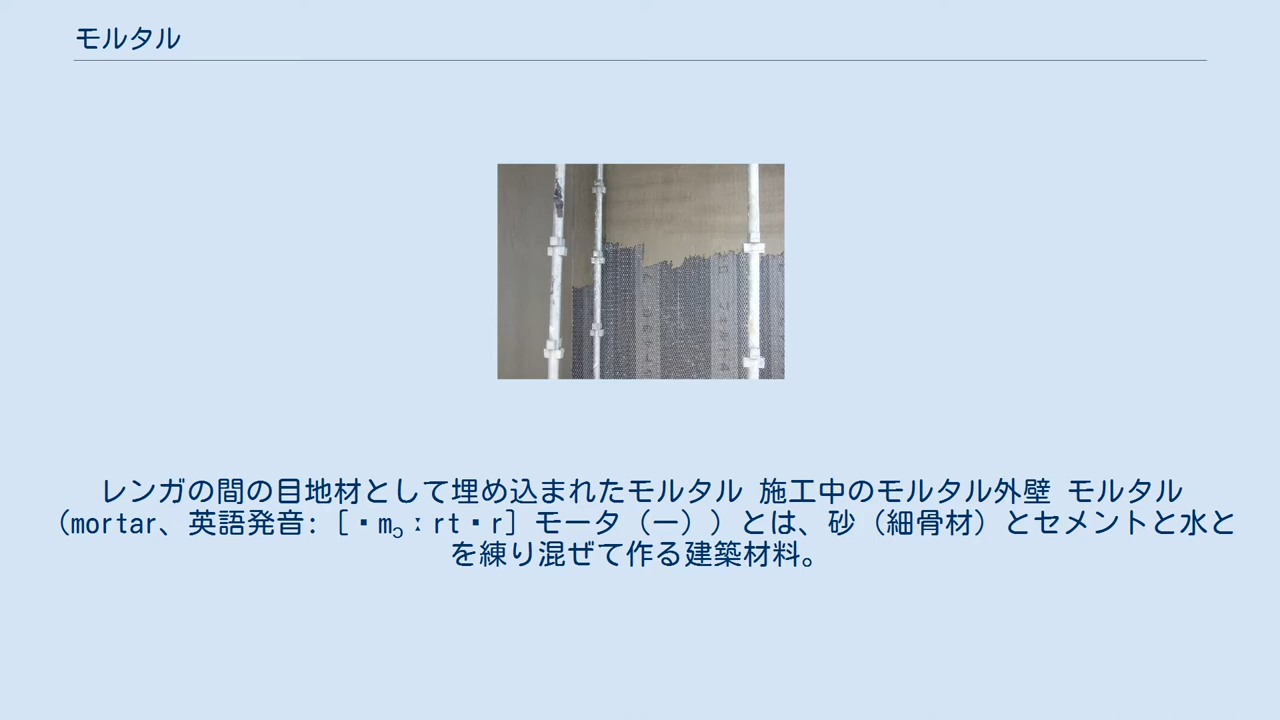 モルタル
レンガの間の目地材として埋め込まれたモルタル 施工中のモルタル外壁 モルタル
（mortar、英語発音: [▪mɔːrt▪r] モータ（ー））とは、砂（細骨材）とセメントと水と
を練り混ぜて作る建築材料。